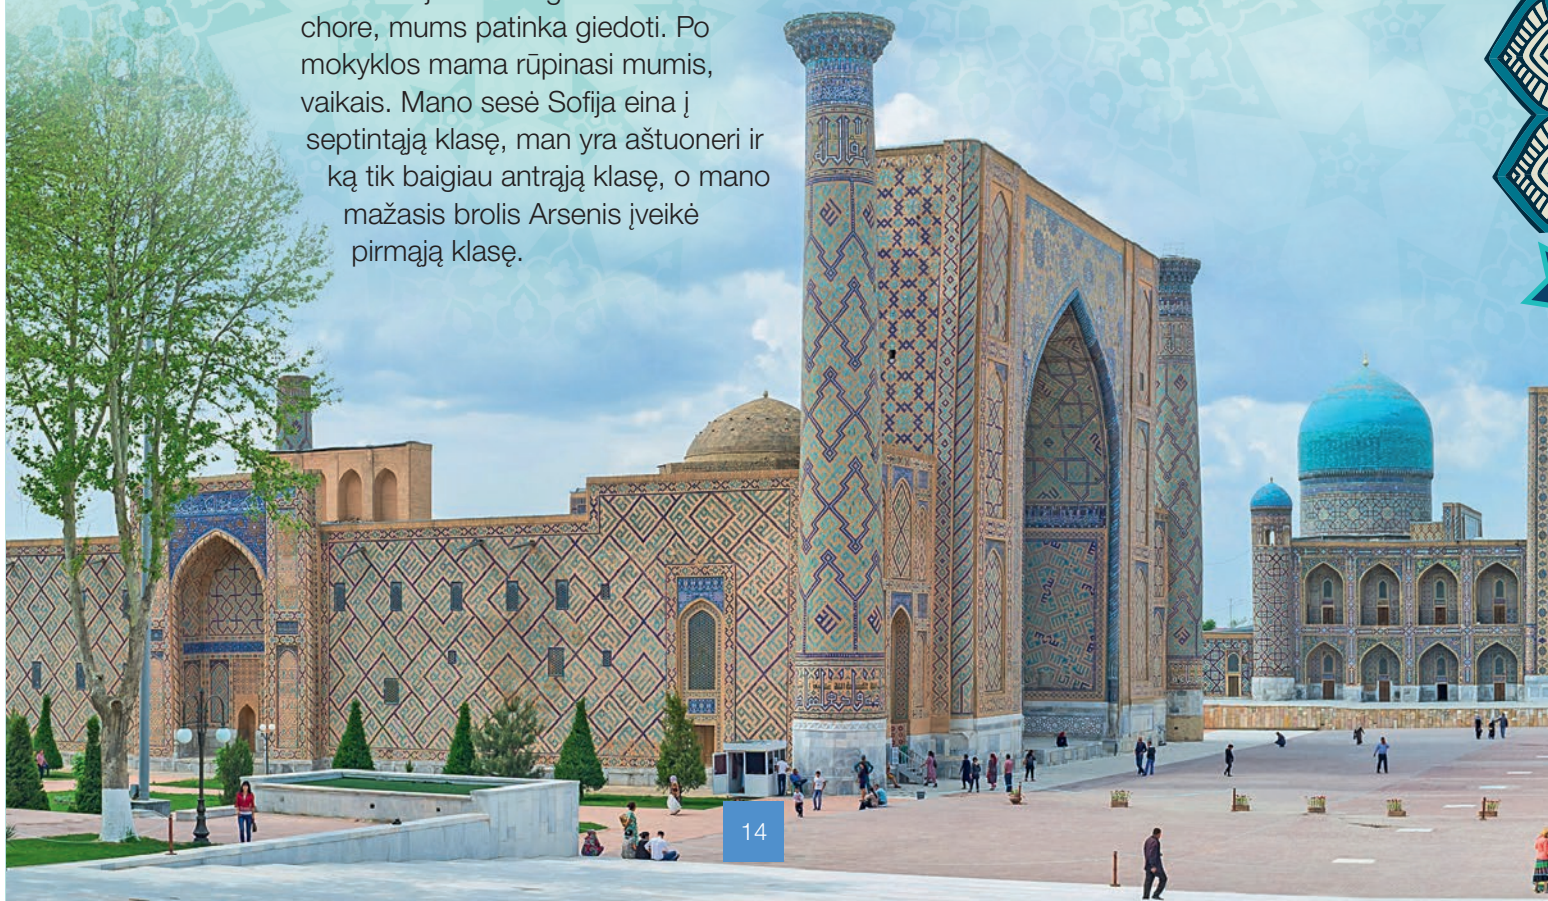 chore, mums patinka giedoti. Po
mokyklos mama rūpinasi mumis,
vaikais. Mano sesė Sofija eina į
septintąją klasę, man yra aštuoneri ir
ką tik baigiau antrąją klasę, o mano
mažasis brolis Arsenis įveikė
pirmąją klasę.
14